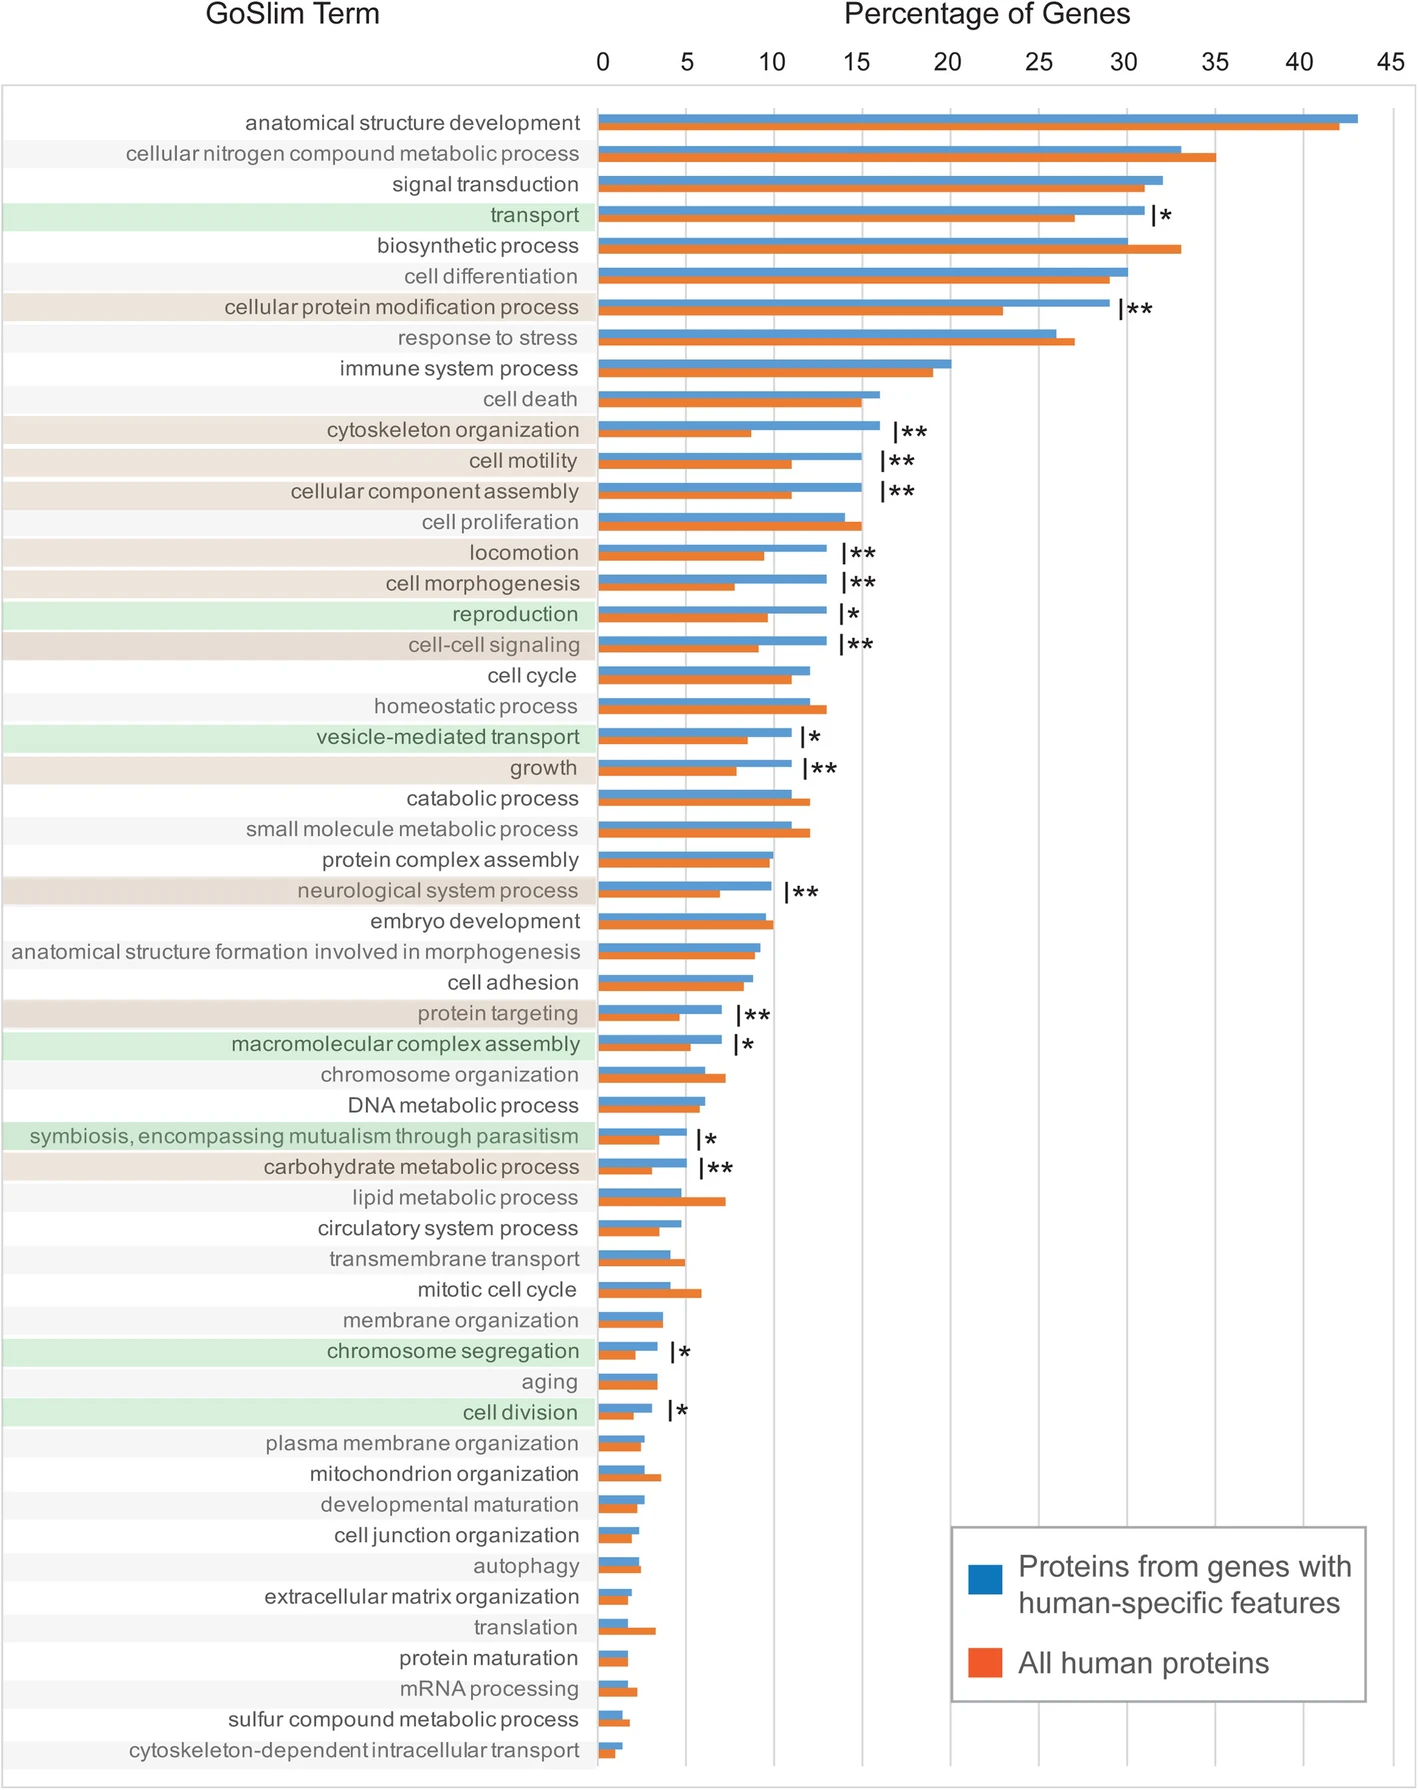 GoSlim Term
Percentage of Genes
0 5 10 15 20 25 30 35 40 45
anatomical structure development
cellular nitrogen compound metabolic process
signal transduction
transport |*
biosynthetic process
cell differentiation
cellular protein modification process |**
response to stress
immune system process
cell death
cytoskeleton organization |**
cell motility |**
cellular component assembly |**
cell proliferation
locomotion |**
cell morphogenesis |**
reproduction |*
cell-cell signaling |**
cell cycle
homeostatic process
vesicle-mediated transport |*
growth |**
catabolic process
small molecule metabolic process
protein complex assembly
neurological system process |**
embryo development
anatomical structure formation involved in morphogenesis
cell adhesion
protein targeting |**
macromolecular complex assembly |*
chromosome organization
DNA metabolic process
symbiosis, encompassing mutualism through parasitism |*
carbohydrate metabolic process |**
lipid metabolic process
circulatory system process
transmembrane transport
mitotic cell cycle
membrane organization
chromosome segregation |*
aging
cell division |*
plasma membrane organization
mitochondrion organization
developmental maturation
cell junction organization
autophagy
extracellular matrix organization
translation
protein maturation
mRNA processing
sulfur compound metabolic process
cytoskeleton-dependent intracellular transport
Proteins from genes with
human-specific features
All human proteins